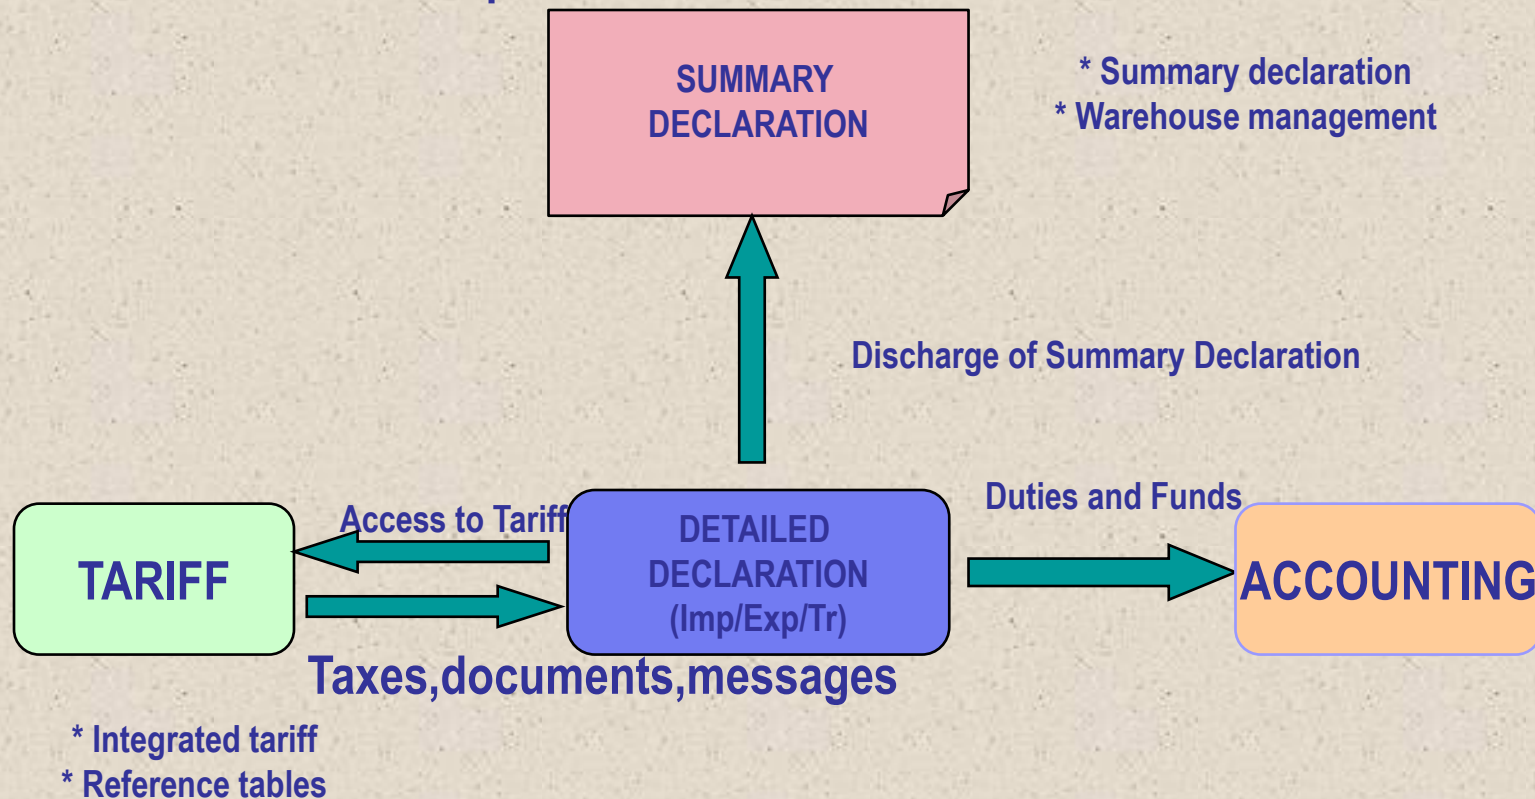 SUMMARY
DECLARATION
* Summary declaration
* Warehouse management
Discharge of Summary Declaration
Access to Tariff
Duties and Funds
TARIFF
DETAILED
DECLARATION
(Imp/Exp/Tr)
ACCOUNTING
Taxes,documents,messages
* Integrated tariff
* Reference tables